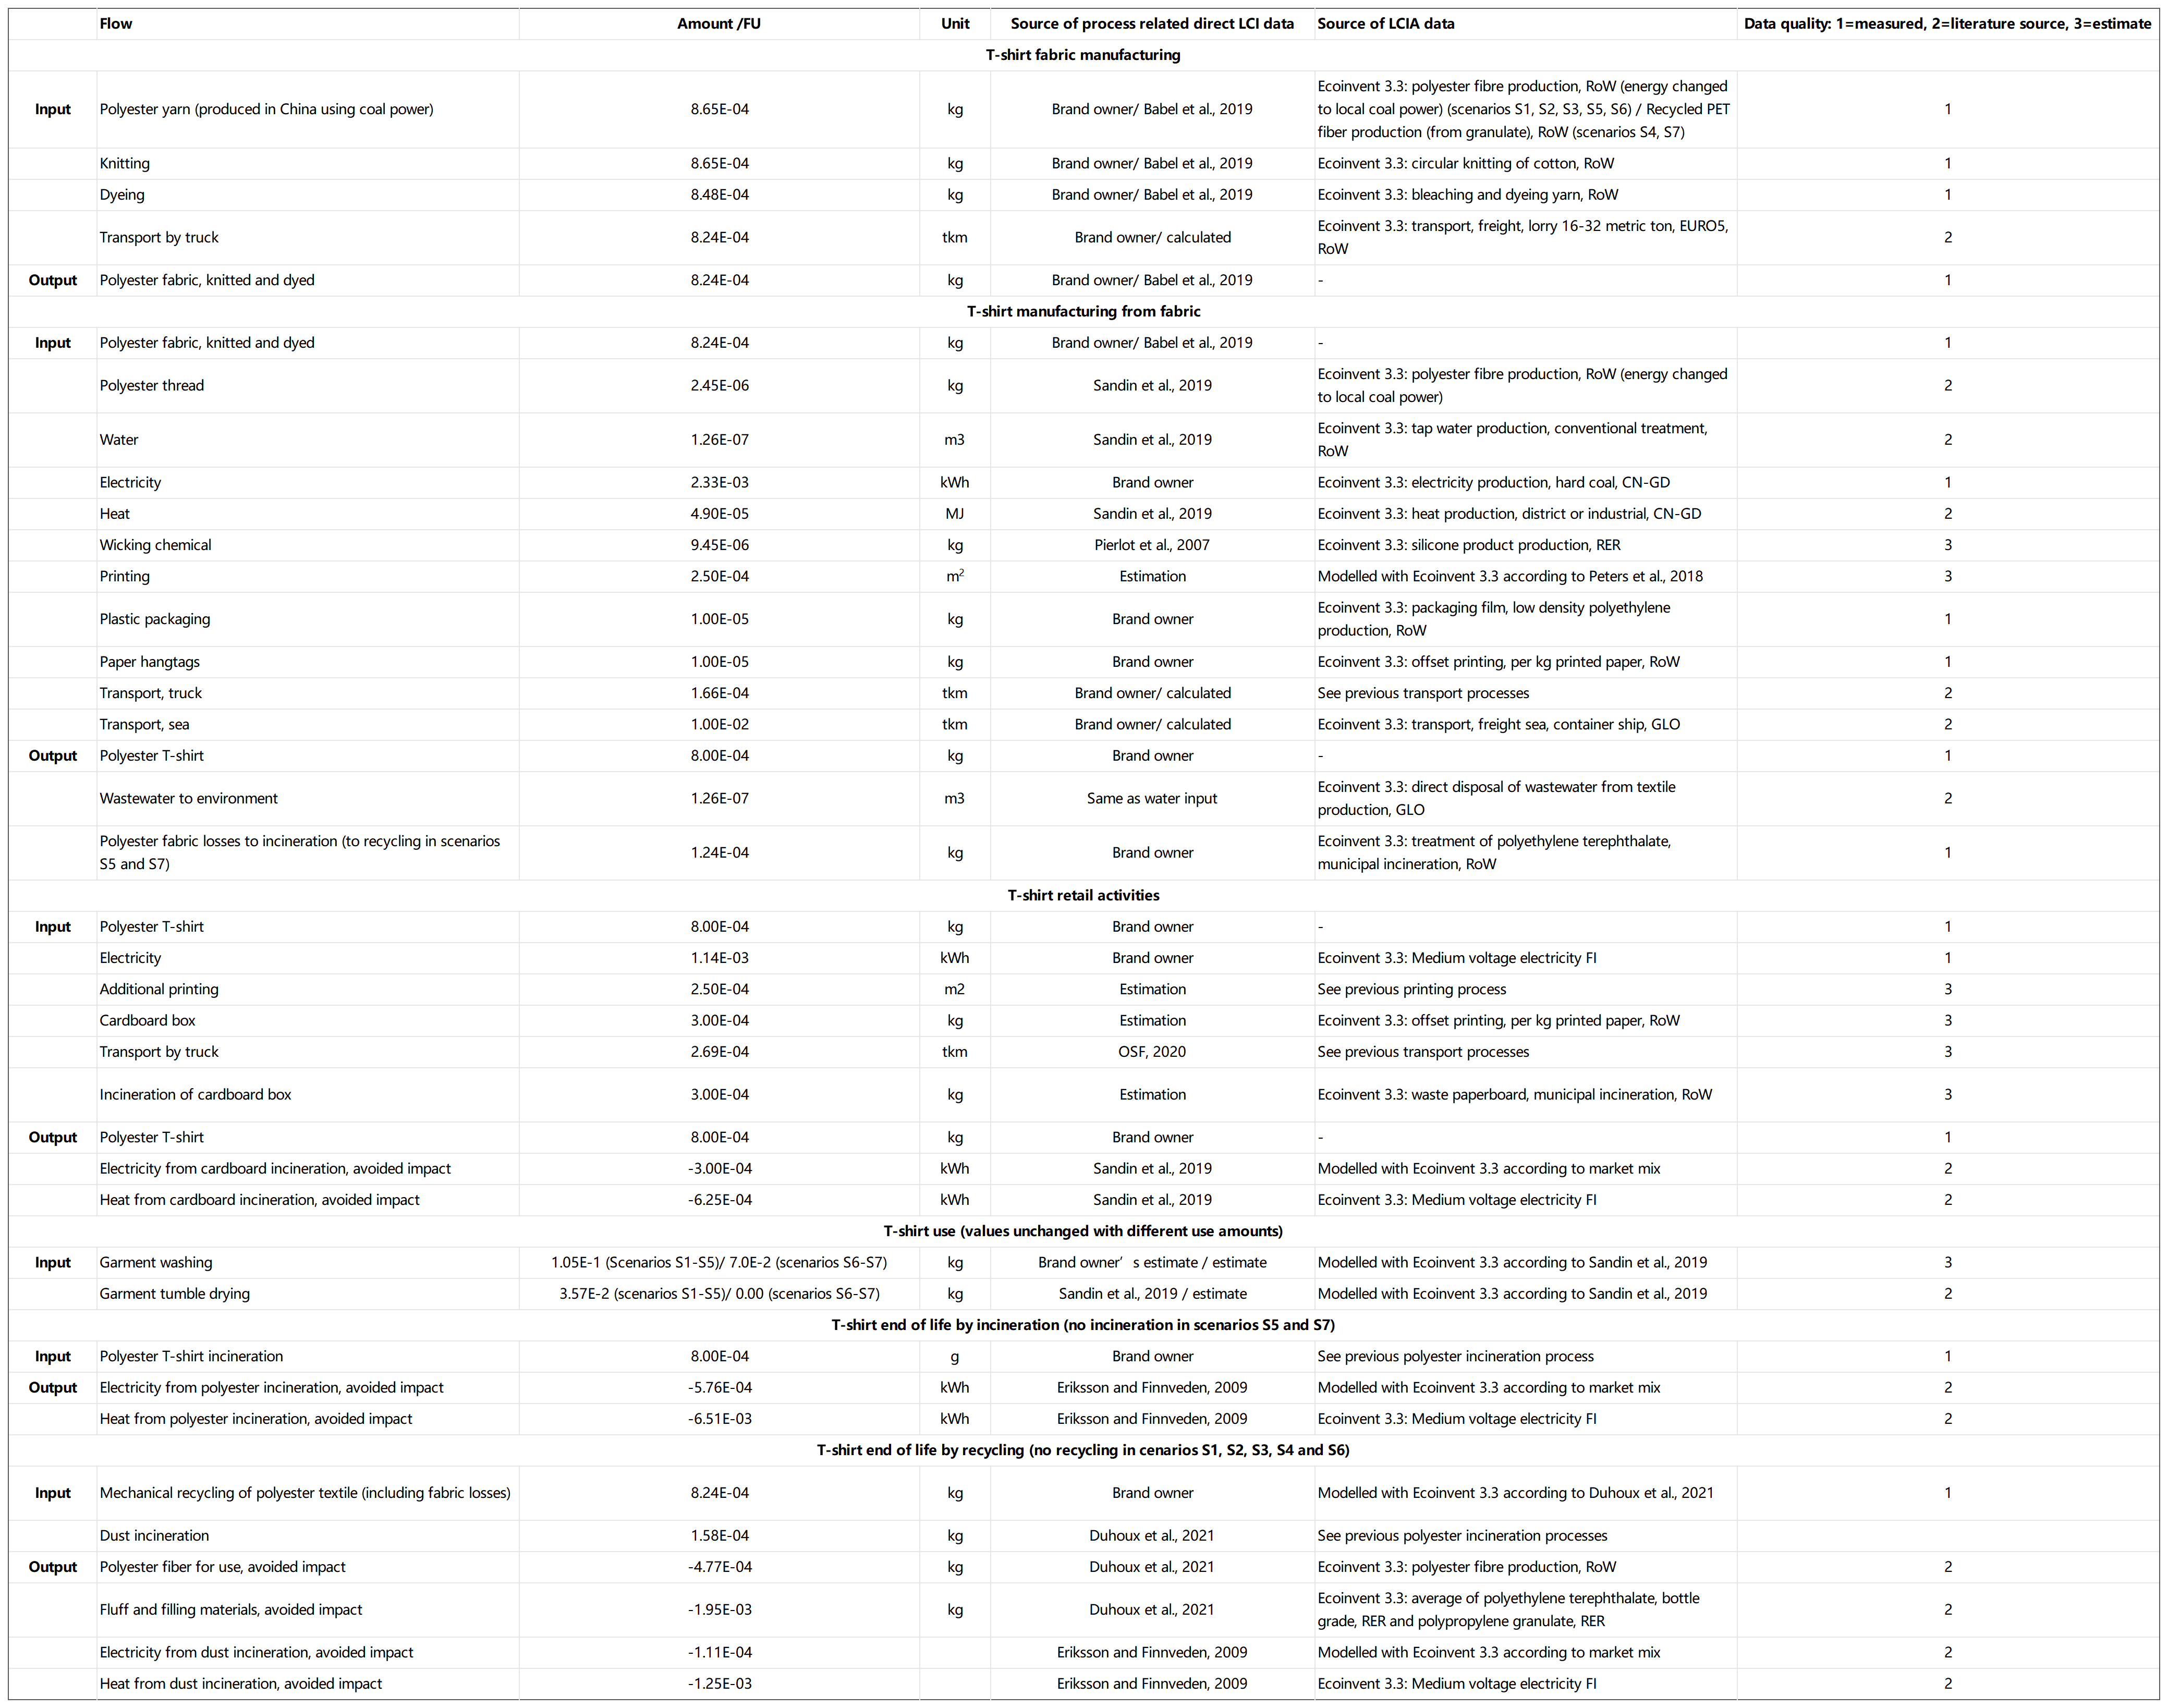 Flow Amount /FU Unit Source of process related direct LCI data Source of LCIA data Data quality: 1=measured, 2=literature source, 3=estimate
T-shirt fabric manufacturing
Input Polyester yarn (produced in China using coal power) 8.65E-04 kg Brand owner/ Babel et al., 2019 Ecoinvent 3.3: polyester fibre production, RoW (energy changed
to local coal power) (scenarios S1, S2, S3, S5, S6) / Recycled PET
fiber production (from granulate), RoW (scenarios S4, S7) 1
Knitting 8.65E-04 kg Brand owner/ Babel et al., 2019 Ecoinvent 3.3: circular knitting of cotton, RoW 1
Dyeing 8.48E-04 kg Brand owner/ Babel et al., 2019 Ecoinvent 3.3: bleaching and dyeing yarn, RoW 1
Transport by truck 8.24E-04 tkm Brand owner/ calculated Ecoinvent 3.3: transport, freight, lorry 16-32 metric ton, EURO5,
RoW 2
Output Polyester fabric, knitted and dyed 8.24E-04 kg Brand owner/ Babel et al., 2019 - 1
T-shirt manufacturing from fabric
Input Polyester fabric, knitted and dyed 8.24E-04 kg Brand owner/ Babel et al., 2019 - 1
Polyester thread 2.45E-06 kg Sandin et al., 2019 Ecoinvent 3.3: polyester fibre production, RoW (energy changed
to local coal power) 2
Water 1.26E-07 m3 Sandin et al., 2019 Ecoinvent 3.3: tap water production, conventional treatment,
RoW 2
Electricity 2.33E-03 kWh Brand owner Ecoinvent 3.3: electricity production, hard coal, CN-GD 1
Heat 4.90E-05 MJ Sandin et al., 2019 Ecoinvent 3.3: heat production, district or industrial, CN-GD 2
Wicking chemical 9.45E-06 kg Pierlot et al., 2007 Ecoinvent 3.3: silicone product production, RER 3
Printing 2.50E-04 m² Estimation Modelled with Ecoinvent 3.3 according to Peters et al., 2018 3
Plastic packaging 1.00E-05 kg Brand owner Ecoinvent 3.3: packaging film, low density polyethylene
production, RoW 1
Paper hangtags 1.00E-05 kg Brand owner Ecoinvent 3.3: offset printing, per kg printed paper, RoW 1
Transport, truck 1.66E-04 tkm Brand owner/ calculated See previous transport processes 2
Transport, sea 1.00E-02 tkm Brand owner/ calculated Ecoinvent 3.3: transport, freight sea, container ship, GLO 2
Output Polyester T-shirt 8.00E-04 kg Brand owner - 1
Wastewater to environment 1.26E-07 m3 Same as water input Ecoinvent 3.3: direct disposal of wastewater from textile
production, GLO 2
Polyester fabric losses to incineration (to recycling in scenarios
S5 and S7) 1.24E-04 kg Brand owner Ecoinvent 3.3: treatment of polyethylene terephthalate,
municipal incineration, RoW 1
T-shirt retail activities
Input Polyester T-shirt 8.00E-04 kg Brand owner - 1
Electricity 1.14E-03 kWh Brand owner Ecoinvent 3.3: Medium voltage electricity FI 1
Additional printing 2.50E-04 m2 Estimation See previous printing process 3
Cardboard box 3.00E-04 kg Estimation Ecoinvent 3.3: offset printing, per kg printed paper, RoW 3
Transport by truck 2.69E-04 tkm OSF, 2020 See previous transport processes 3
Incineration of cardboard box 3.00E-04 kg Estimation Ecoinvent 3.3: waste paperboard, municipal incineration, RoW 3
Output Polyester T-shirt 8.00E-04 kg Brand owner - 1
Electricity from cardboard incineration, avoided impact -3.00E-04 kWh Sandin et al., 2019 Modelled with Ecoinvent 3.3 according to market mix 2
Heat from cardboard incineration, avoided impact -6.25E-04 kWh Sandin et al., 2019 Ecoinvent 3.3: Medium voltage electricity FI 2
T-shirt use (values unchanged with different use amounts)
Input Garment washing 1.05E-1 (Scenarios S1-S5)/ 7.0E-2 (scenarios S6-S7) kg Brand owner’s estimate / estimate Modelled with Ecoinvent 3.3 according to Sandin et al., 2019 3
Garment tumble drying 3.57E-2 (scenarios S1-S5)/ 0.00 (scenarios S6-S7) kg Sandin et al., 2019 / estimate Modelled with Ecoinvent 3.3 according to Sandin et al., 2019 2
T-shirt end of life by incineration (no incineration in scenarios S5 and S7)
Input Polyester T-shirt incineration 8.00E-04 g Brand owner See previous polyester incineration process 1
Output Electricity from polyester incineration, avoided impact -5.76E-04 kWh Eriksson and Finnveden, 2009 Modelled with Ecoinvent 3.3 according to market mix 2
Heat from polyester incineration, avoided impact -6.51E-03 kWh Eriksson and Finnveden, 2009 Ecoinvent 3.3: Medium voltage electricity FI 2
T-shirt end of life by recycling (no recycling in cenarios S1, S2, S3, S4 and S6)
Input Mechanical recycling of polyester textile (including fabric losses) 8.24E-04 kg Brand owner Modelled with Ecoinvent 3.3 according to Duhoux et al., 2021 1
Dust incineration 1.58E-04 kg Duhoux et al., 2021 See previous polyester incineration processes
Output Polyester fiber for use, avoided impact -4.77E-04 kg Duhoux et al., 2021 Ecoinvent 3.3: polyester fibre production, RoW 2
Fluff and filling materials, avoided impact -1.95E-03 kg Duhoux et al., 2021 Ecoinvent 3.3: average of polyethylene terephthalate, bottle
grade, RER and polypropylene granulate, RER 2
Electricity from dust incineration, avoided impact -1.11E-04 Eriksson and Finnveden, 2009 Modelled with Ecoinvent 3.3 according to market mix 2
Heat from dust incineration, avoided impact -1.25E-03 Eriksson and Finnveden, 2009 Ecoinvent 3.3: Medium voltage electricity FI 2